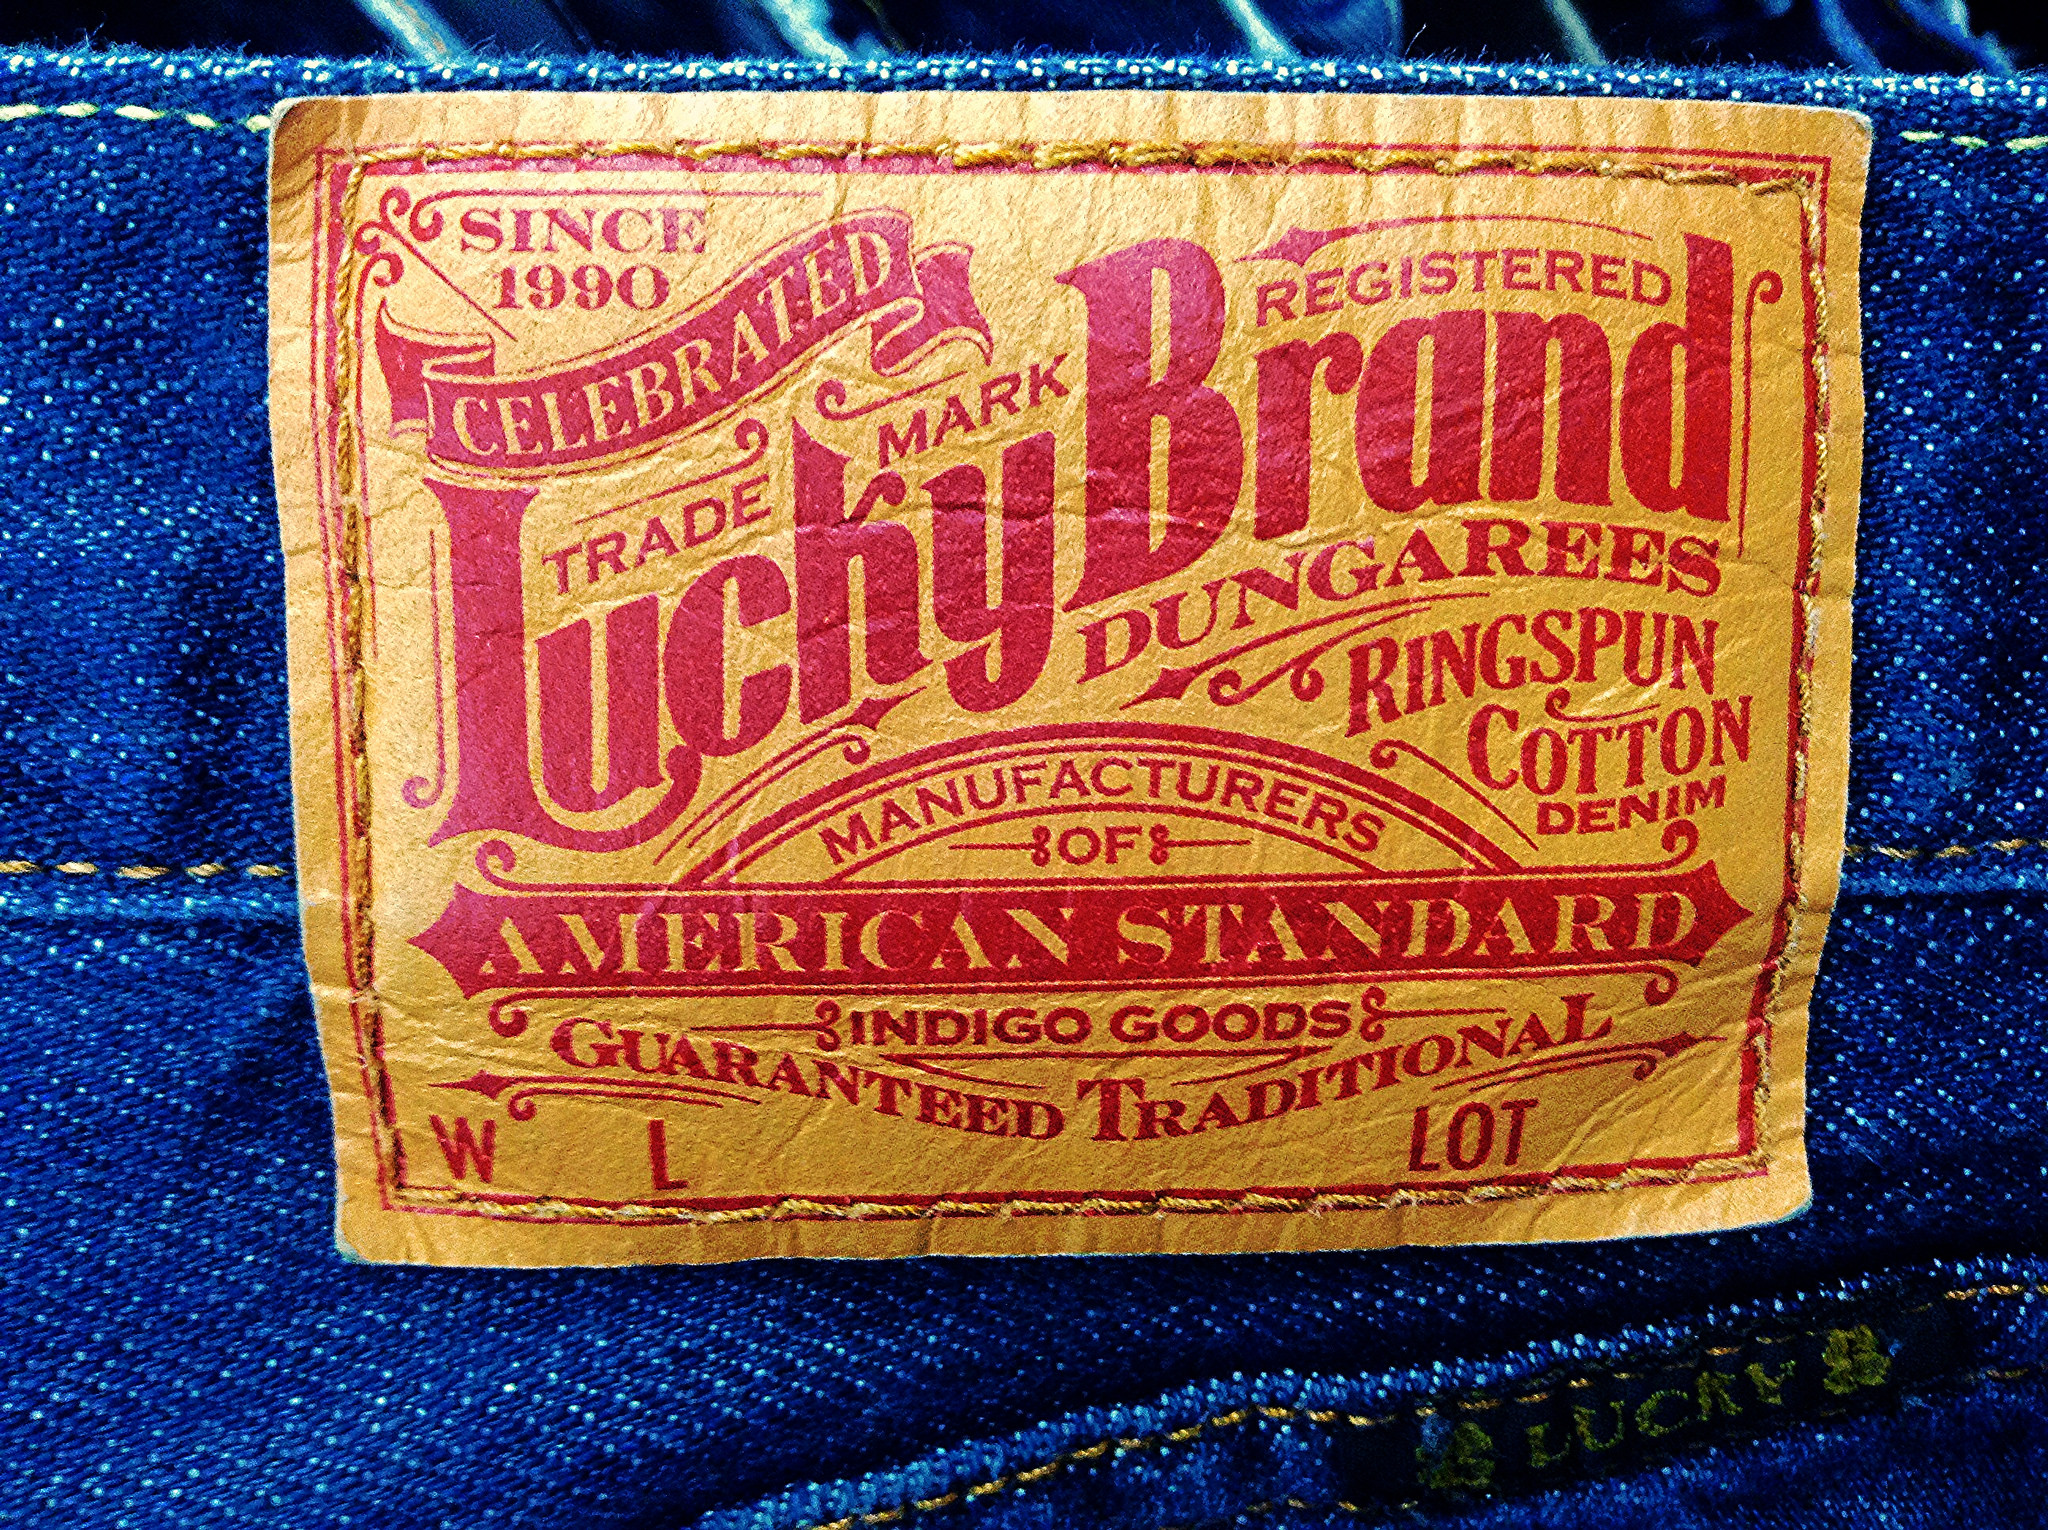 SINCE
1990
CELEBRATED
TRADE MARK
REGISTERED
Lucky Brand
DUNGAREES
RINGSPUN
COTTON
DENIM
MANUFACTURERS
OF
AMERICAN STANDARD
INDIGO GOODS
GUARANTEED TRADITIONAL
W L LOT
LUCKY